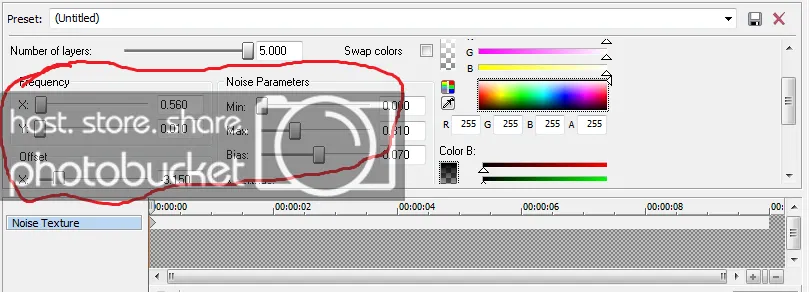 Preset: (Untitled)
Number of layers: 5.000 Swap colors
G
B
Frequency Noise Parameters
X: 0.560 Min: 0.000
R 255 G 255 B 255 A 255
Y: 0.010 Max: 0.810
host. store. share
Offset Bias: 0.070
Color B:
photobucket
X: -3.150
Noise Texture 00:00:00 00:00:02 00:00:04 00:00:06 00:00:08 00: